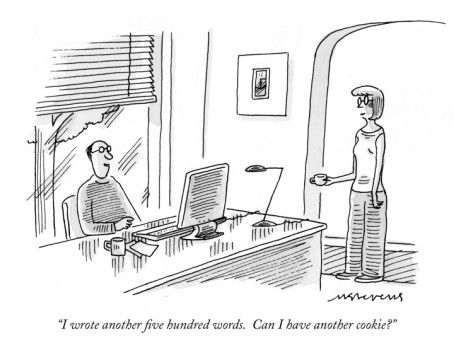 mstevens
"I wrote another five hundred words. Can I have another cookie?"